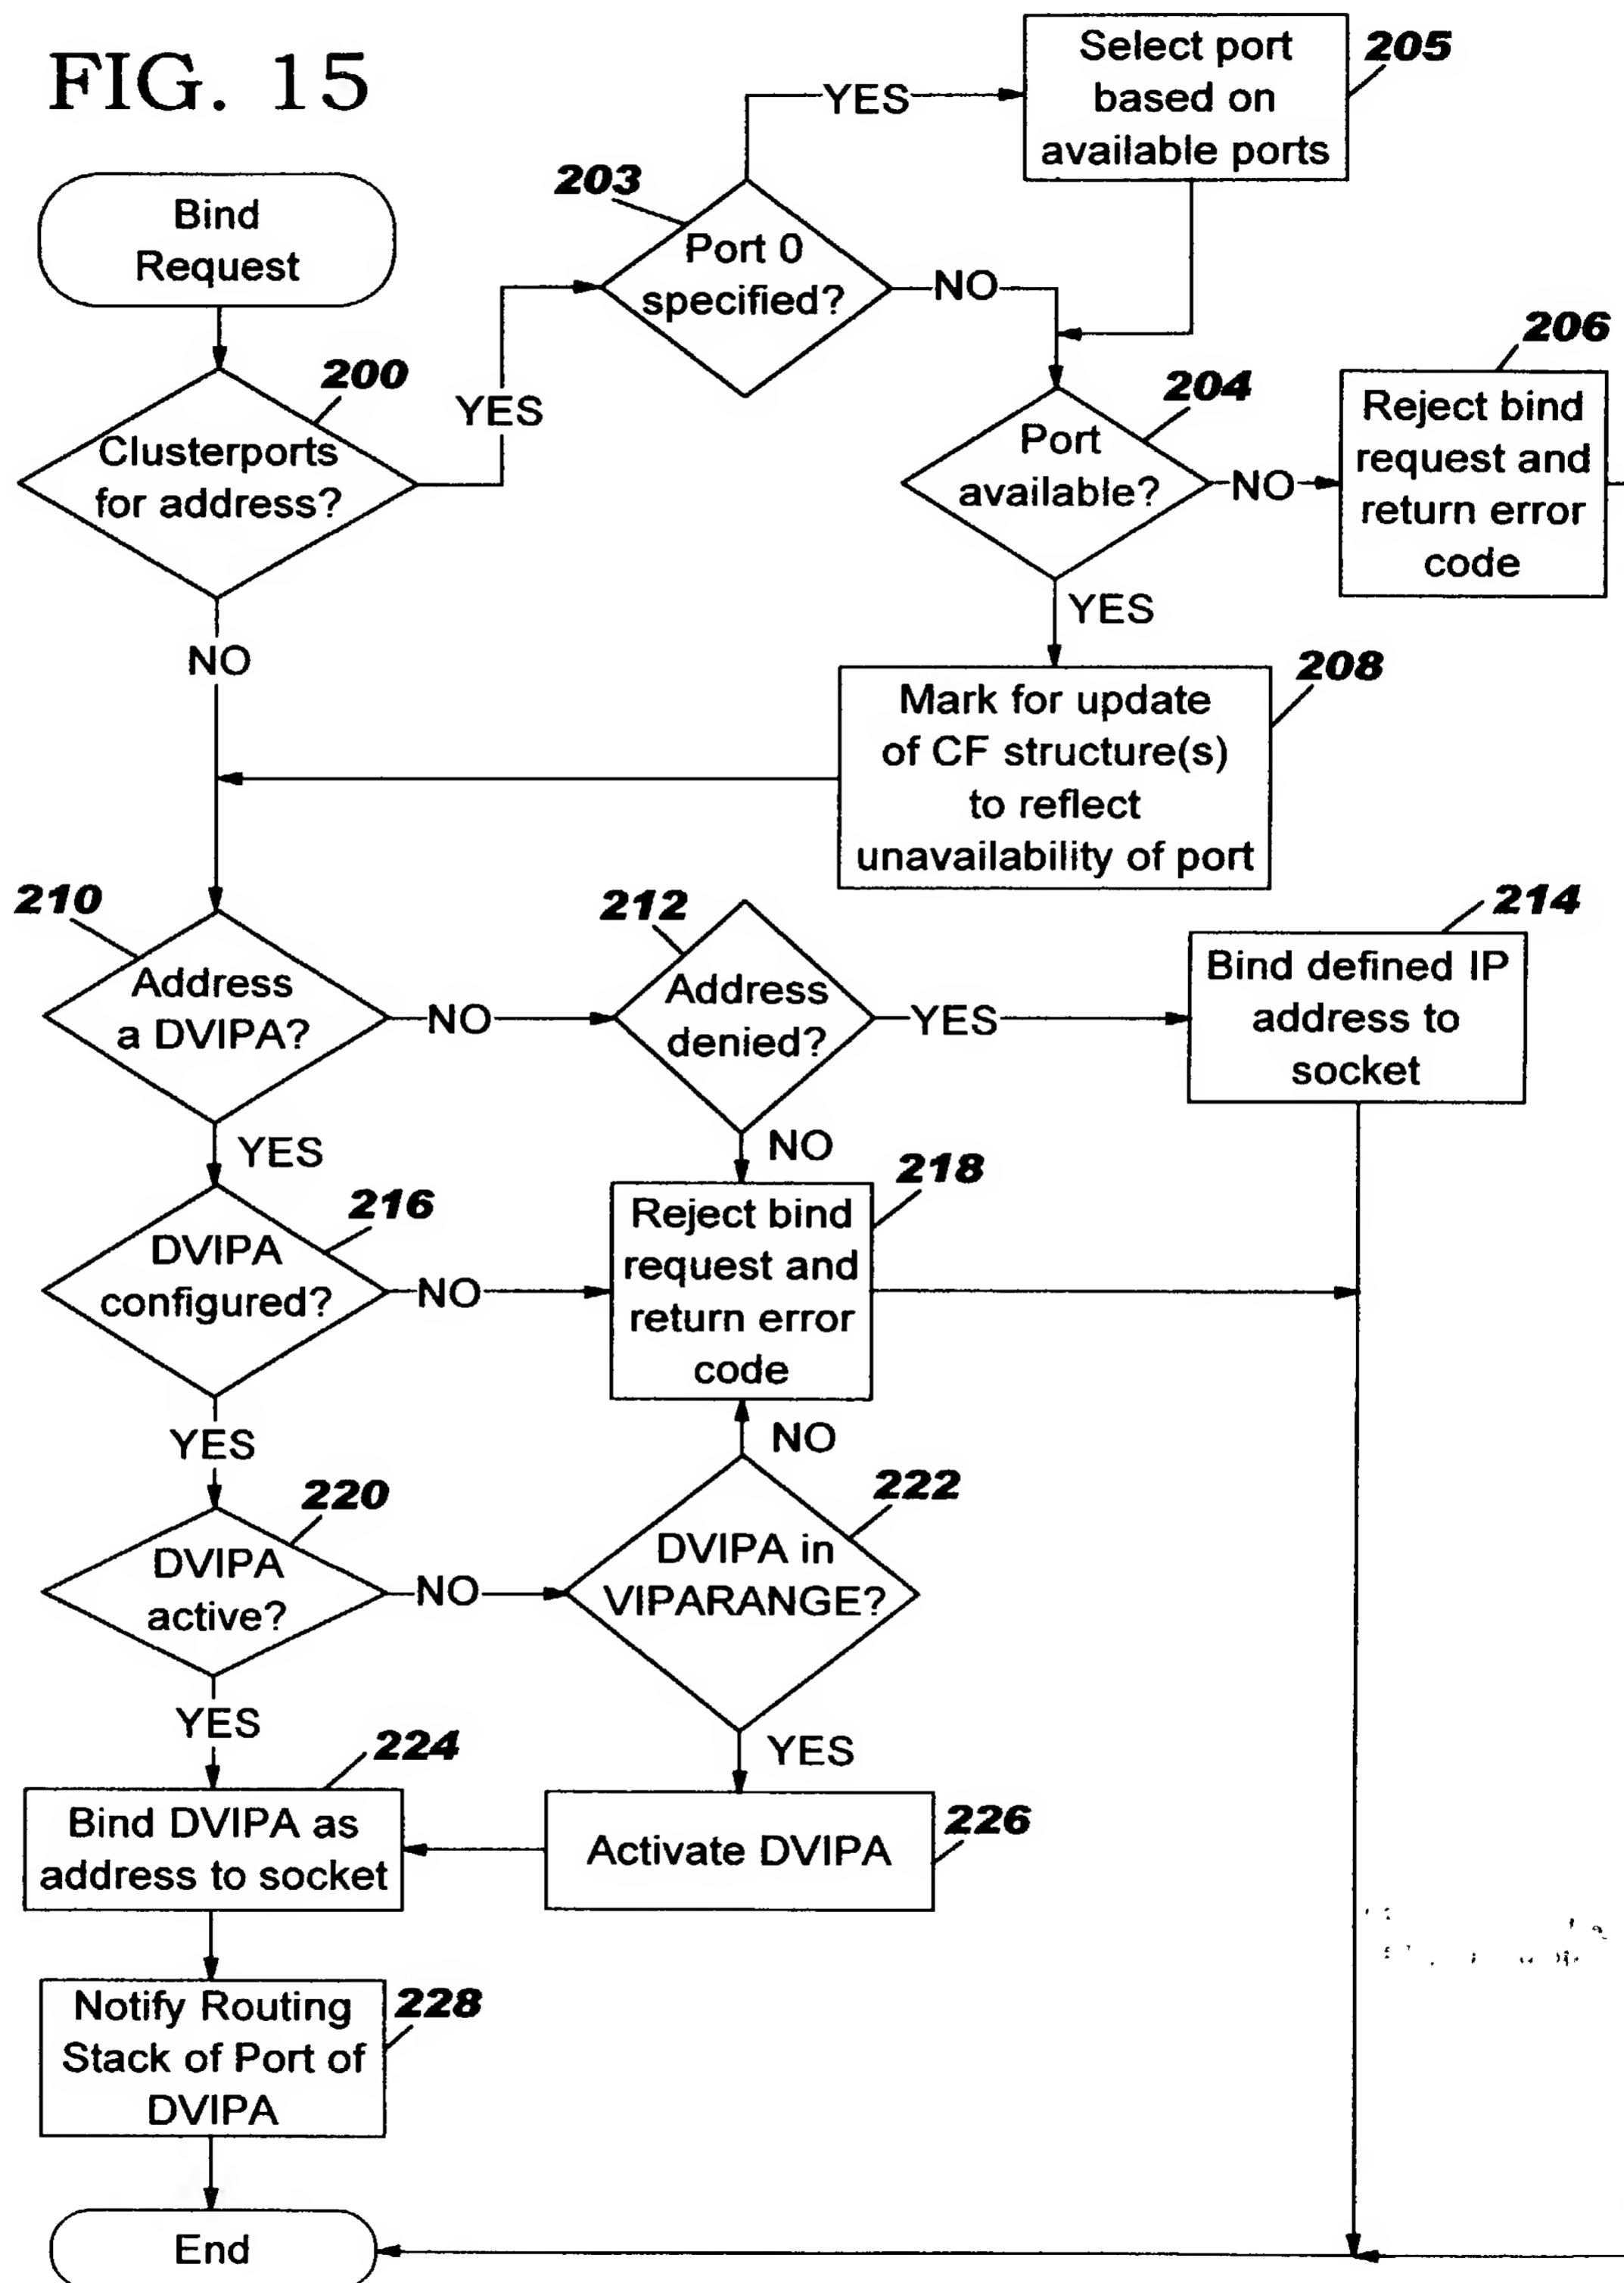 FIG. 15
Bind
Request
200
Clusterports
for address?
YES
NO
203
Port 0
specified?
YES
NO
Select port
based on
available ports
205
204
Port
available?
NO
YES
206
Reject bind
request and
return error
code
208
Mark for update
of CF structure(s)
to reflect
unavailability of port
210
Address
a DVIPA?
NO
YES
212
Address
denied?
YES
NO
214
Bind defined IP
address to
socket
216
DVIPA
configured?
NO
YES
218
Reject bind
request and
return error
code
220
DVIPA
active?
NO
YES
222
DVIPA in
VIPARANGE?
NO
YES
224
Bind DVIPA as
address to socket
226
Activate DVIPA
228
Notify Routing
Stack of Port of
DVIPA
End